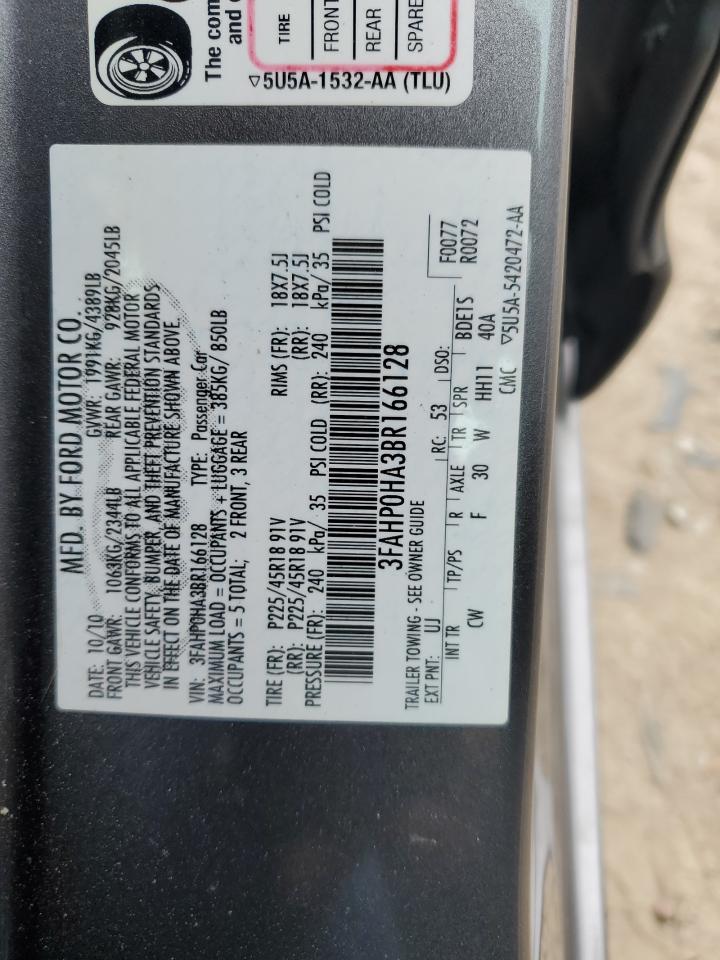 The com
and c
TIRE
FRONT
REAR
SPARE
▽5U5A-1532-AA (TLU)
MFD. BY FORD MOTOR CO.
DATE: 10/10 GVWR: 1991KG/4389LB
FRONT GAWR: 1063KG/2344LB REAR GAWR: 928KG/2045LB
THIS VEHICLE CONFORMS TO ALL APPLICABLE FEDERAL MOTOR
VEHICLE SAFETY, BUMPER, AND THEFT PREVENTION STANDARDS
IN EFFECT ON THE DATE OF MANUFACTURE SHOWN ABOVE.
VIN: 3FAHP0HA3BR166128 TYPE: Passenger Car
MAXIMUM LOAD = OCCUPANTS + LUGGAGE = 385KG/ 850LB
OCCUPANTS = 5 TOTAL; 2 FRONT, 3 REAR
TIRE (FR): P225/45R18 91V RIMS (FR): 18X7.5J
(RR): P225/45R18 91V (RR): 18X7.5J
PRESSURE (FR): 240 kPa/ 35 PSI COLD (RR): 240 kPa/ 35 PSI COLD
3FAHP0HA3BR166128
TRAILER TOWING - SEE OWNER GUIDE F0077
EXT PNT: UJ RC: 53 DSO: R0072
INT TR TP/PS R AXLE TR SPR BDE1S
CW F 30 W HH11 40A
CMC ▽5U5A-5420472-AA